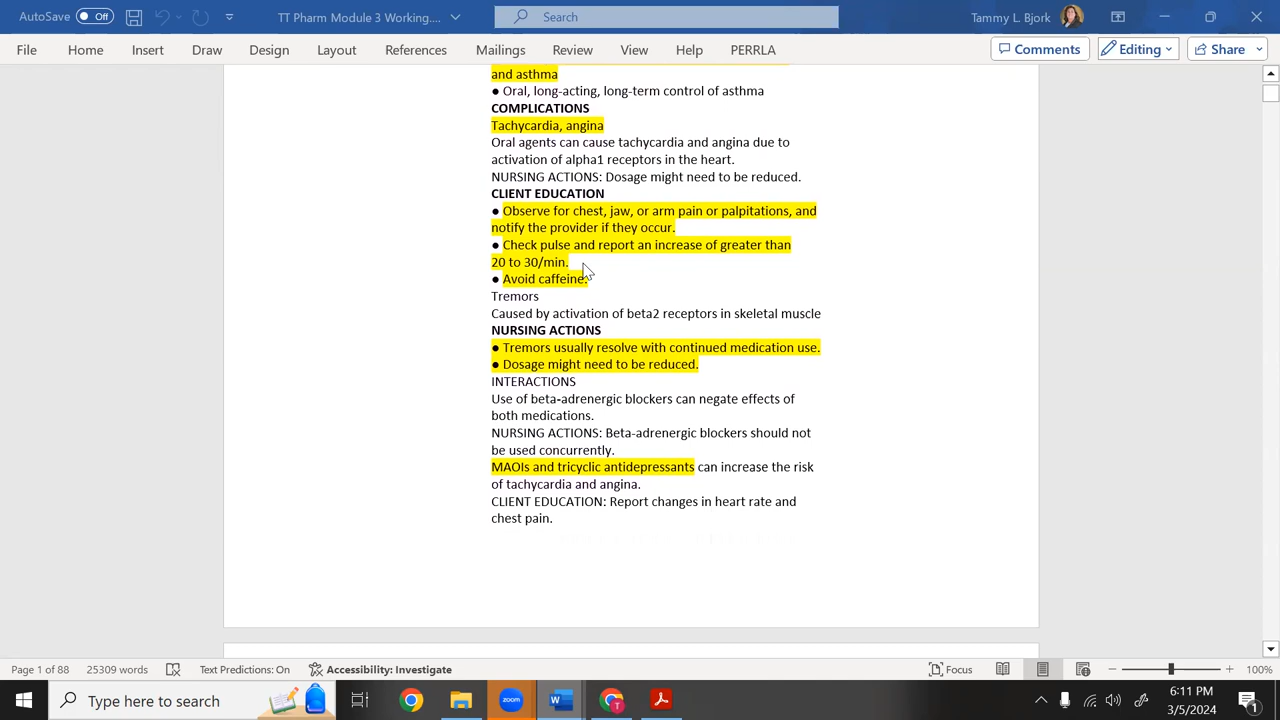 AutoSave Off TT Pharm Module 3 Working.... Search Tammy L. Bjork
File Home Insert Draw Design Layout References Mailings Review View Help PERRLA Comments Editing Share
and asthma
● Oral, long-acting, long-term control of asthma
COMPLICATIONS
Tachycardia, angina
Oral agents can cause tachycardia and angina due to
activation of alpha1 receptors in the heart.
NURSING ACTIONS: Dosage might need to be reduced.
CLIENT EDUCATION
● Observe for chest, jaw, or arm pain or palpitations, and
notify the provider if they occur.
● Check pulse and report an increase of greater than
20 to 30/min.
● Avoid caffeine.
Tremors
Caused by activation of beta2 receptors in skeletal muscle
NURSING ACTIONS
● Tremors usually resolve with continued medication use.
● Dosage might need to be reduced.
INTERACTIONS
Use of beta-adrenergic blockers can negate effects of
both medications.
NURSING ACTIONS: Beta-adrenergic blockers should not
be used concurrently.
MAOIs and tricyclic antidepressants can increase the risk
of tachycardia and angina.
CLIENT EDUCATION: Report changes in heart rate and
chest pain.
Page 1 of 88 25309 words Text Predictions: On Accessibility: Investigate Focus 100%
Type here to search zoom T 6:11 PM
3/5/2024 1